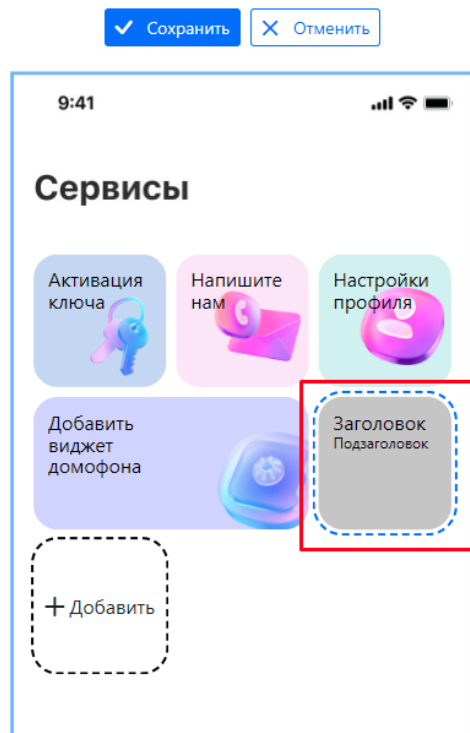 Сохранить
Отменить
9:41
Сервисы
Активация
ключа
Напишите
нам
Настройки
профиля
Добавить
виджет
домофона
Заголовок
Подзаголовок
Добавить